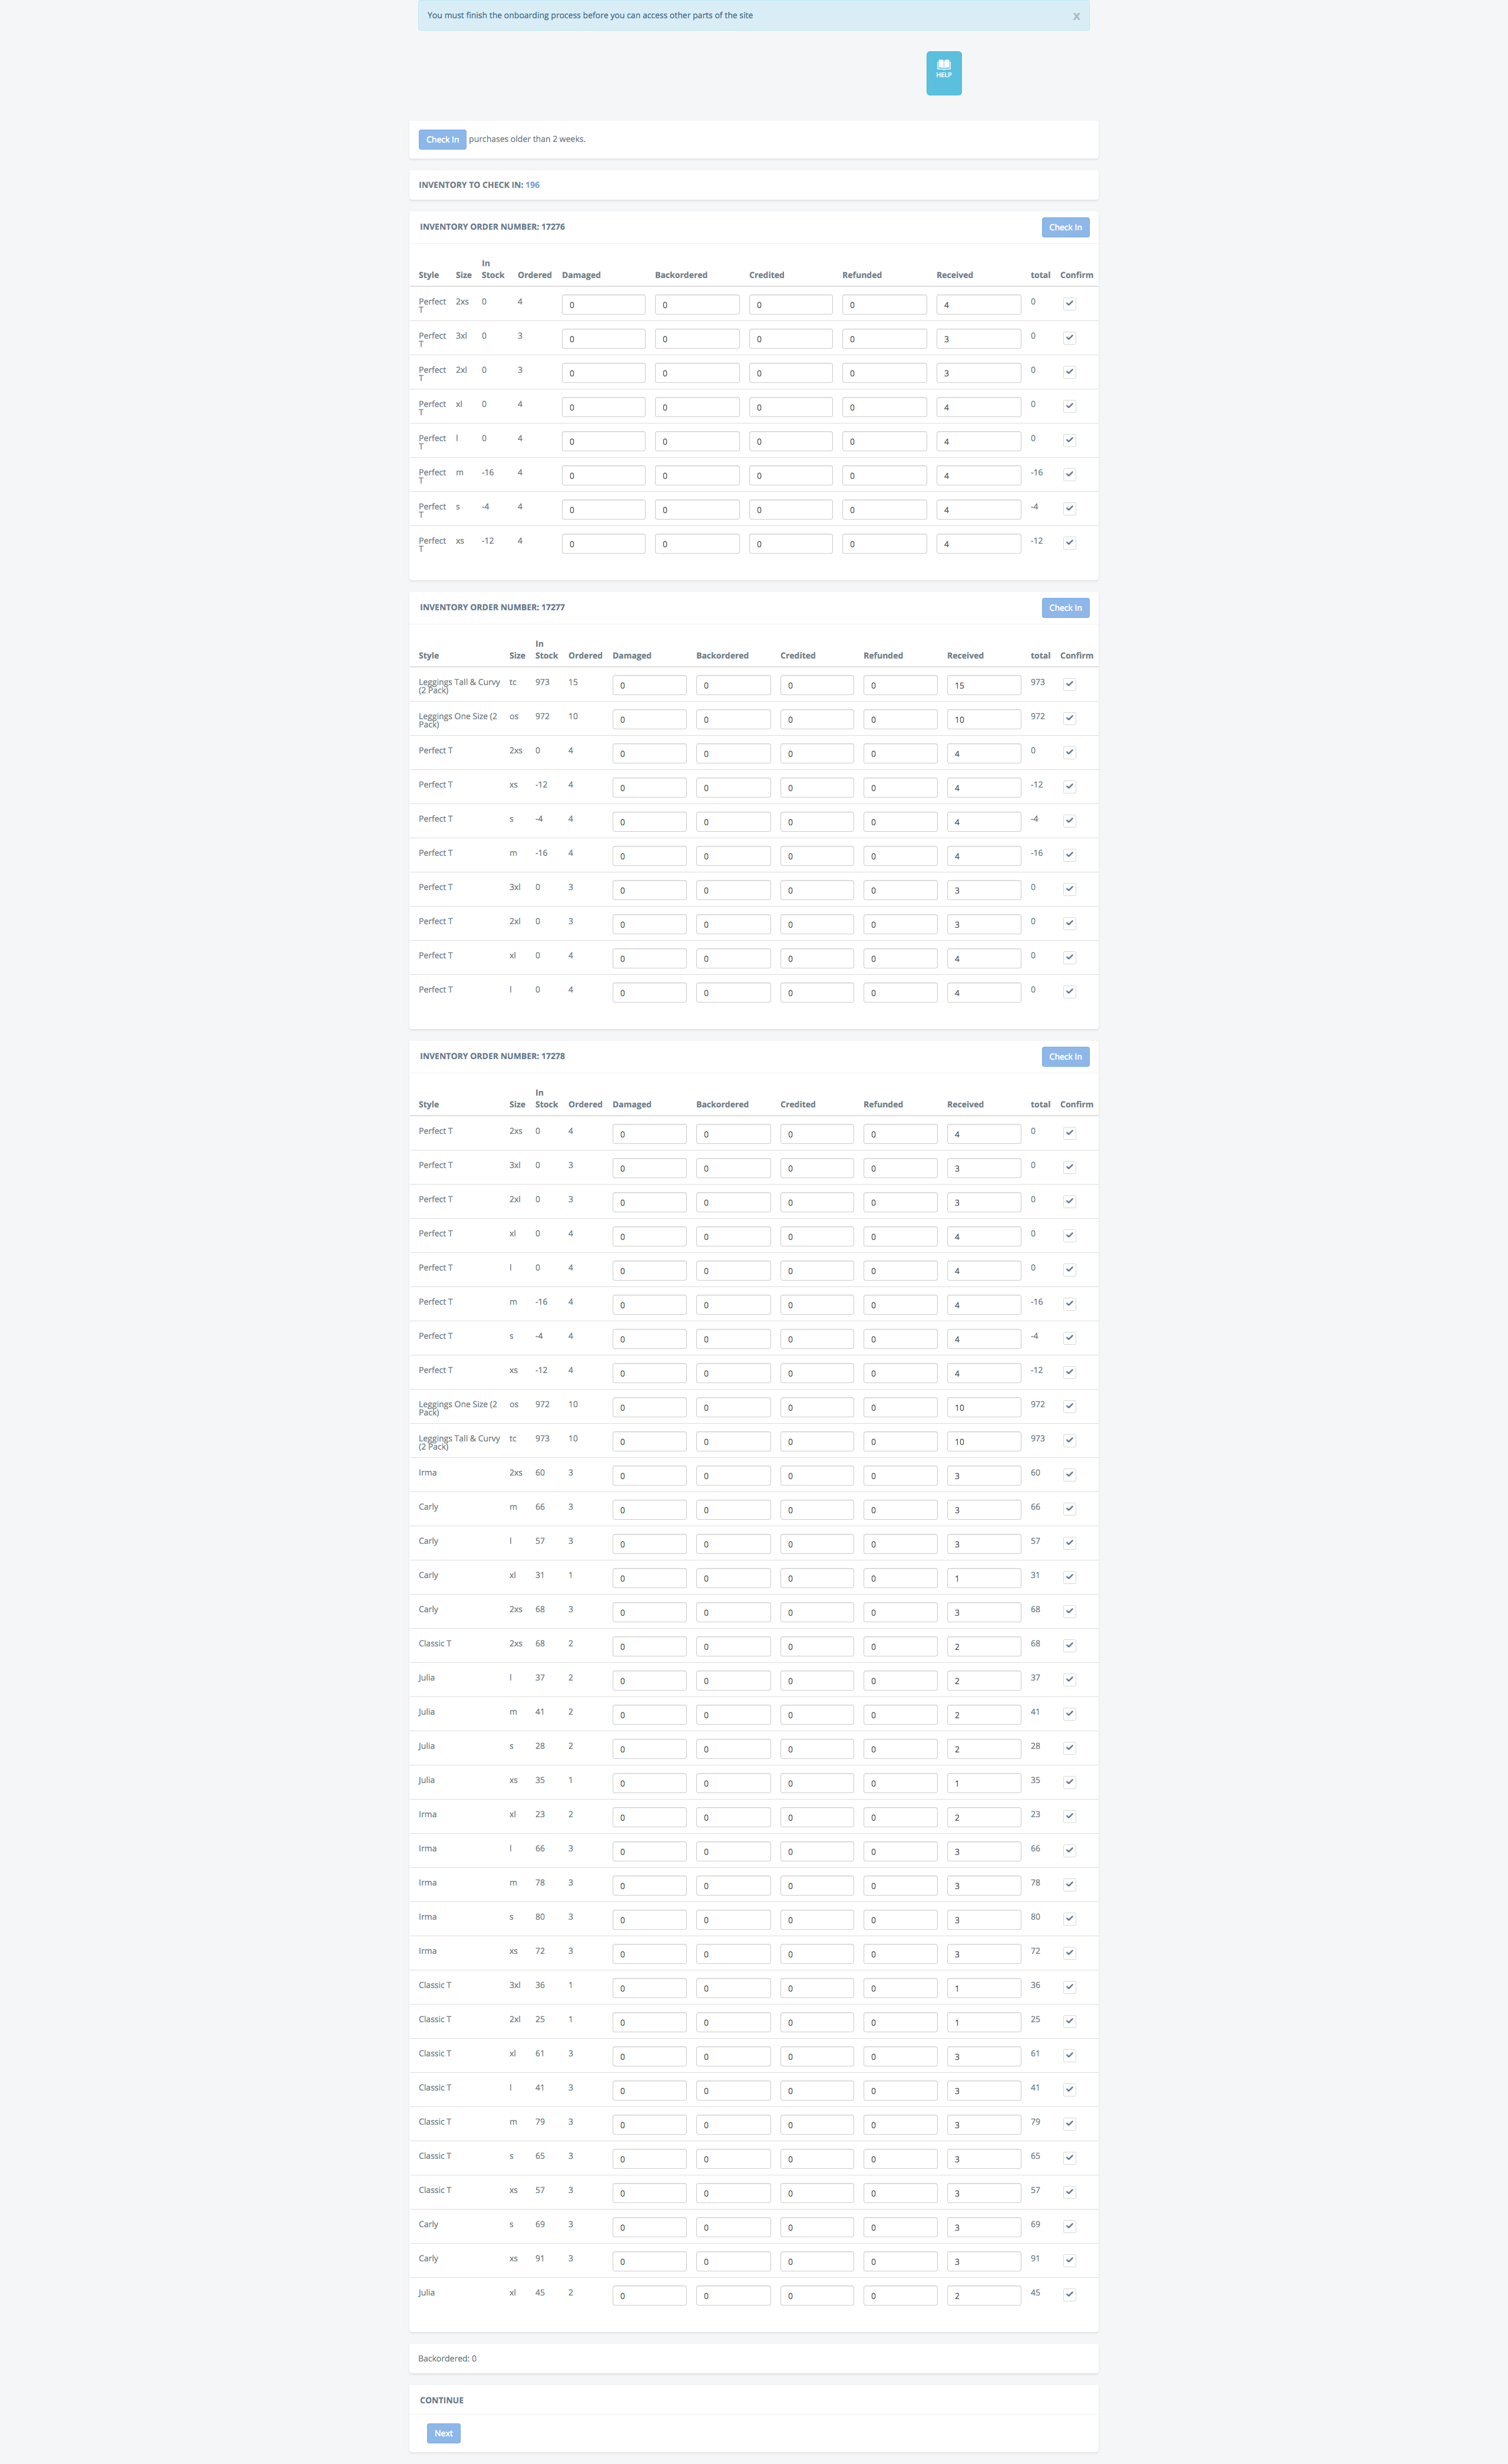 You must finish the onboarding process before you can access other parts of the site x
HELP
Check In purchases older than 2 weeks.
INVENTORY TO CHECK IN: 196
INVENTORY ORDER NUMBER: 17276 Check In
Style Size In Stock Ordered Damaged Backordered Credited Refunded Received total Confirm
Perfect T 2xs 0 4 0 0 0 0 4 0
Perfect T 3xl 0 3 0 0 0 0 3 0
Perfect T 2xl 0 3 0 0 0 0 3 0
Perfect T xl 0 4 0 0 0 0 4 0
Perfect T l 0 4 0 0 0 0 4 0
Perfect T m -16 4 0 0 0 0 4 -16
Perfect T s -4 4 0 0 0 0 4 -4
Perfect T xs -12 4 0 0 0 0 4 -12
INVENTORY ORDER NUMBER: 17277 Check In
Style Size In Stock Ordered Damaged Backordered Credited Refunded Received total Confirm
Leggings Tall & Curvy (2 Pack) tc 973 15 0 0 0 0 15 973
Leggings One Size (2 Pack) os 972 10 0 0 0 0 10 972
Perfect T 2xs 0 4 0 0 0 0 4 0
Perfect T xs -12 4 0 0 0 0 4 -12
Perfect T s -4 4 0 0 0 0 4 -4
Perfect T m -16 4 0 0 0 0 4 -16
Perfect T 3xl 0 3 0 0 0 0 3 0
Perfect T 2xl 0 3 0 0 0 0 3 0
Perfect T xl 0 4 0 0 0 0 4 0
Perfect T l 0 4 0 0 0 0 4 0
INVENTORY ORDER NUMBER: 17278 Check In
Style Size In Stock Ordered Damaged Backordered Credited Refunded Received total Confirm
Perfect T 2xs 0 4 0 0 0 0 4 0
Perfect T 3xl 0 3 0 0 0 0 3 0
Perfect T 2xl 0 3 0 0 0 0 3 0
Perfect T xl 0 4 0 0 0 0 4 0
Perfect T l 0 4 0 0 0 0 4 0
Perfect T m -16 4 0 0 0 0 4 -16
Perfect T s -4 4 0 0 0 0 4 -4
Perfect T xs -12 4 0 0 0 0 4 -12
Leggings One Size (2 Pack) os 972 10 0 0 0 0 10 972
Leggings Tall & Curvy (2 Pack) tc 973 10 0 0 0 0 10 973
Irma 2xs 60 3 0 0 0 0 3 60
Carly m 66 3 0 0 0 0 3 66
Carly l 57 3 0 0 0 0 3 57
Carly xl 31 1 0 0 0 0 1 31
Carly 2xs 68 3 0 0 0 0 3 68
Classic T 2xs 68 2 0 0 0 0 2 68
Julia l 37 2 0 0 0 0 2 37
Julia m 41 2 0 0 0 0 2 41
Julia s 28 2 0 0 0 0 2 28
Julia xs 35 1 0 0 0 0 1 35
Irma xl 23 2 0 0 0 0 2 23
Irma l 66 3 0 0 0 0 3 66
Irma m 78 3 0 0 0 0 3 78
Irma s 80 3 0 0 0 0 3 80
Irma xs 72 3 0 0 0 0 3 72
Classic T 3xl 36 1 0 0 0 0 1 36
Classic T 2xl 25 1 0 0 0 0 1 25
Classic T xl 61 3 0 0 0 0 3 61
Classic T l 41 3 0 0 0 0 3 41
Classic T m 79 3 0 0 0 0 3 79
Classic T s 65 3 0 0 0 0 3 65
Classic T xs 57 3 0 0 0 0 3 57
Carly s 69 3 0 0 0 0 3 69
Carly xs 91 3 0 0 0 0 3 91
Julia xl 45 2 0 0 0 0 2 45
Backordered: 0
CONTINUE
Next